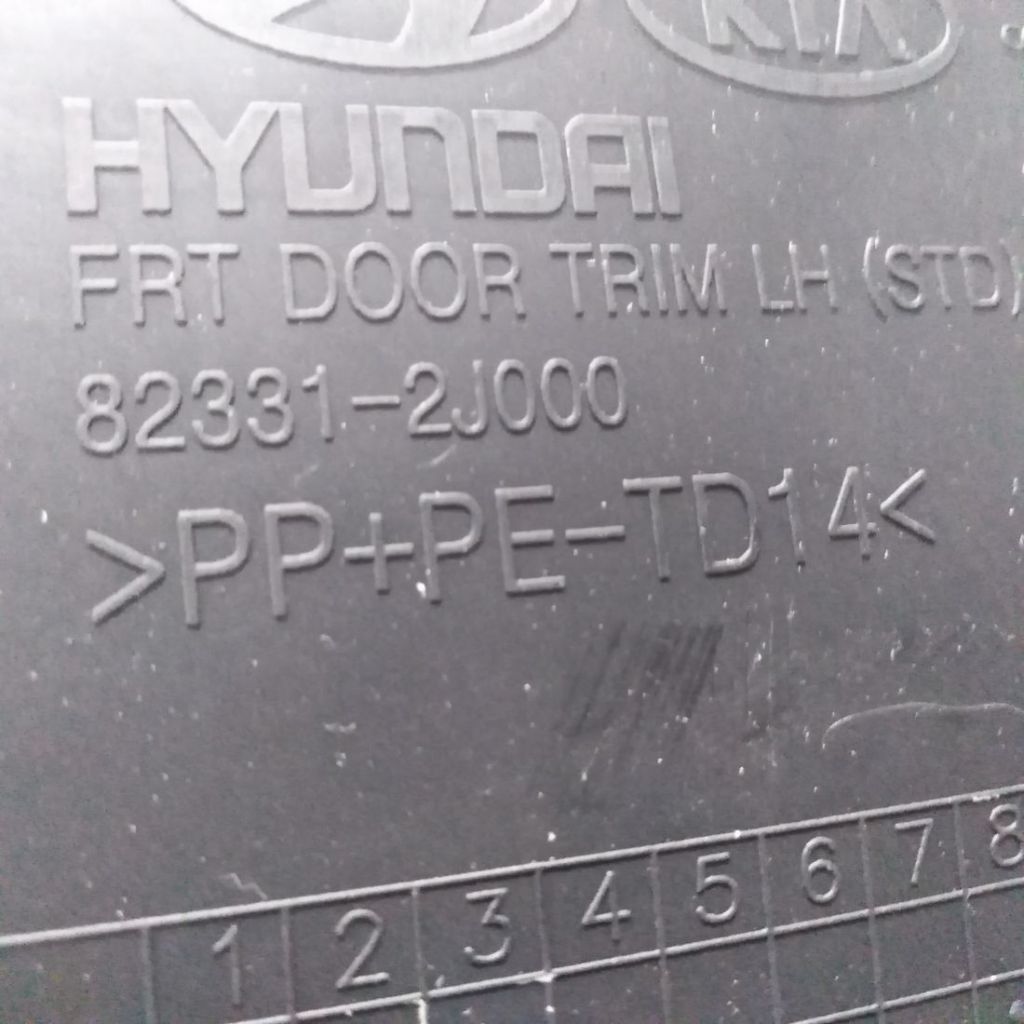 KIA
HYUNDAI
FRT DOOR TRIM LH (STD)
82331-2J000
>PP+PE-TD14<
1 2 3 4 5 6 7 8